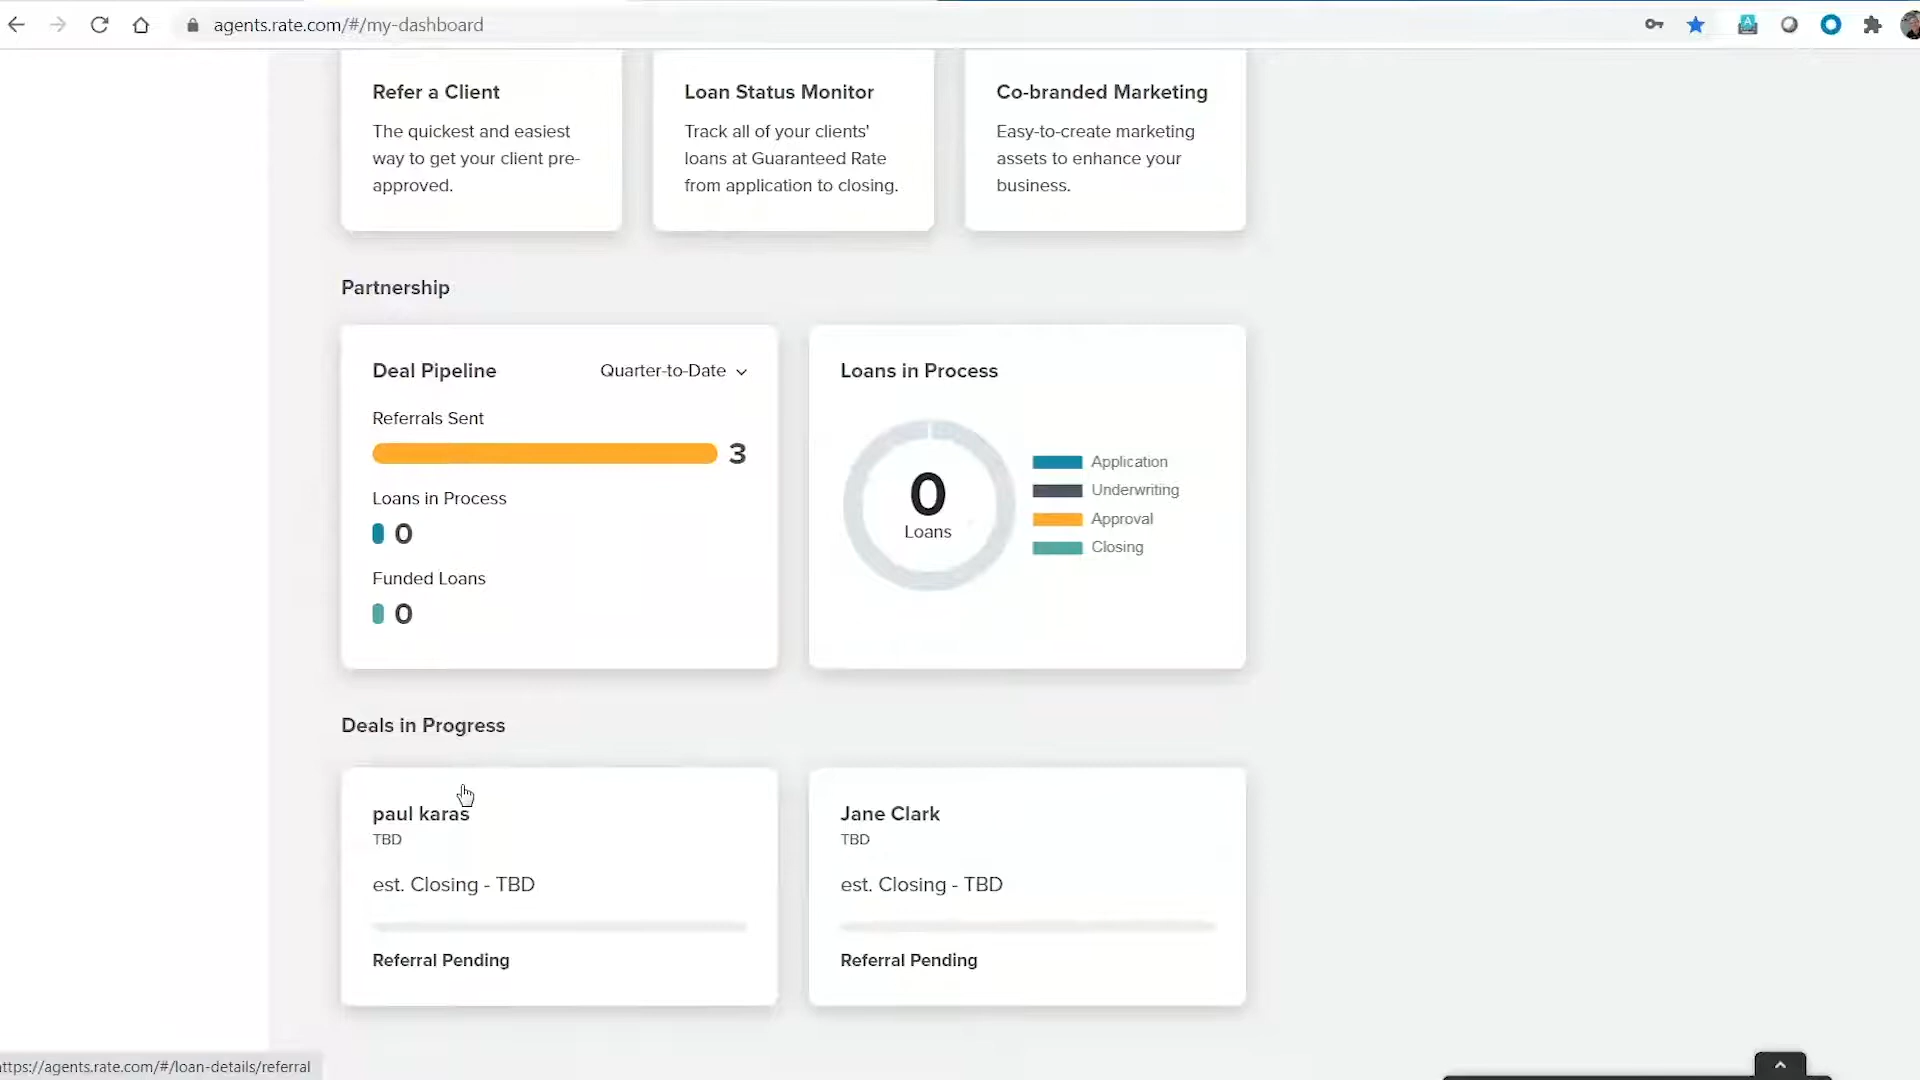 agents.rate.com/#/my-dashboard
Refer a Client
The quickest and easiest
way to get your client pre-
approved.
Loan Status Monitor
Track all of your clients'
loans at Guaranteed Rate
from application to closing.
Co-branded Marketing
Easy-to-create marketing
assets to enhance your
business.
Partnership
Deal Pipeline
Quarter-to-Date
Referrals Sent
3
Loans in Process
0
Funded Loans
0
Loans in Process
0
Loans
Application
Underwriting
Approval
Closing
Deals in Progress
paul karas
TBD
est. Closing - TBD
Referral Pending
Jane Clark
TBD
est. Closing - TBD
Referral Pending
ttps://agents.rate.com/#/loan-details/referral